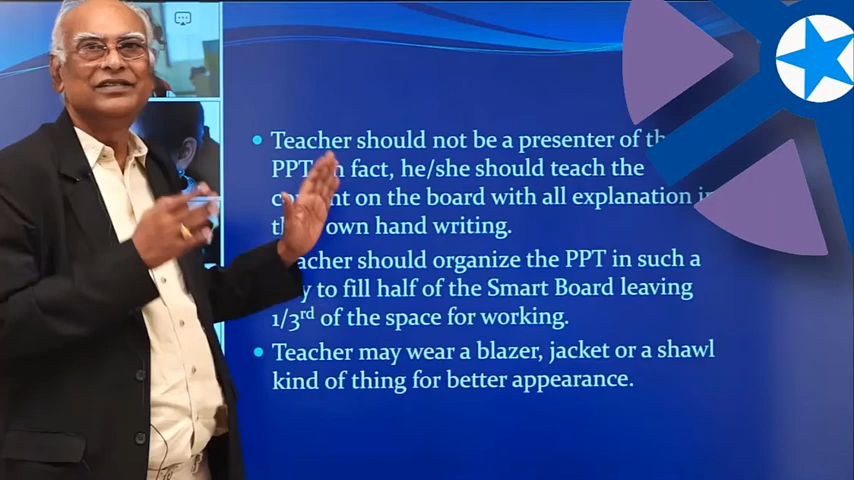 Teacher should not be a presenter of
fact, he/she should teach the
on the board with all explanation
own hand writing.
should organize the PPT in such a
to fill half of the Smart Board leaving
1/3rd of the space for working.
Teacher may wear a blazer, jacket or a shawl
kind of thing for better appearance.